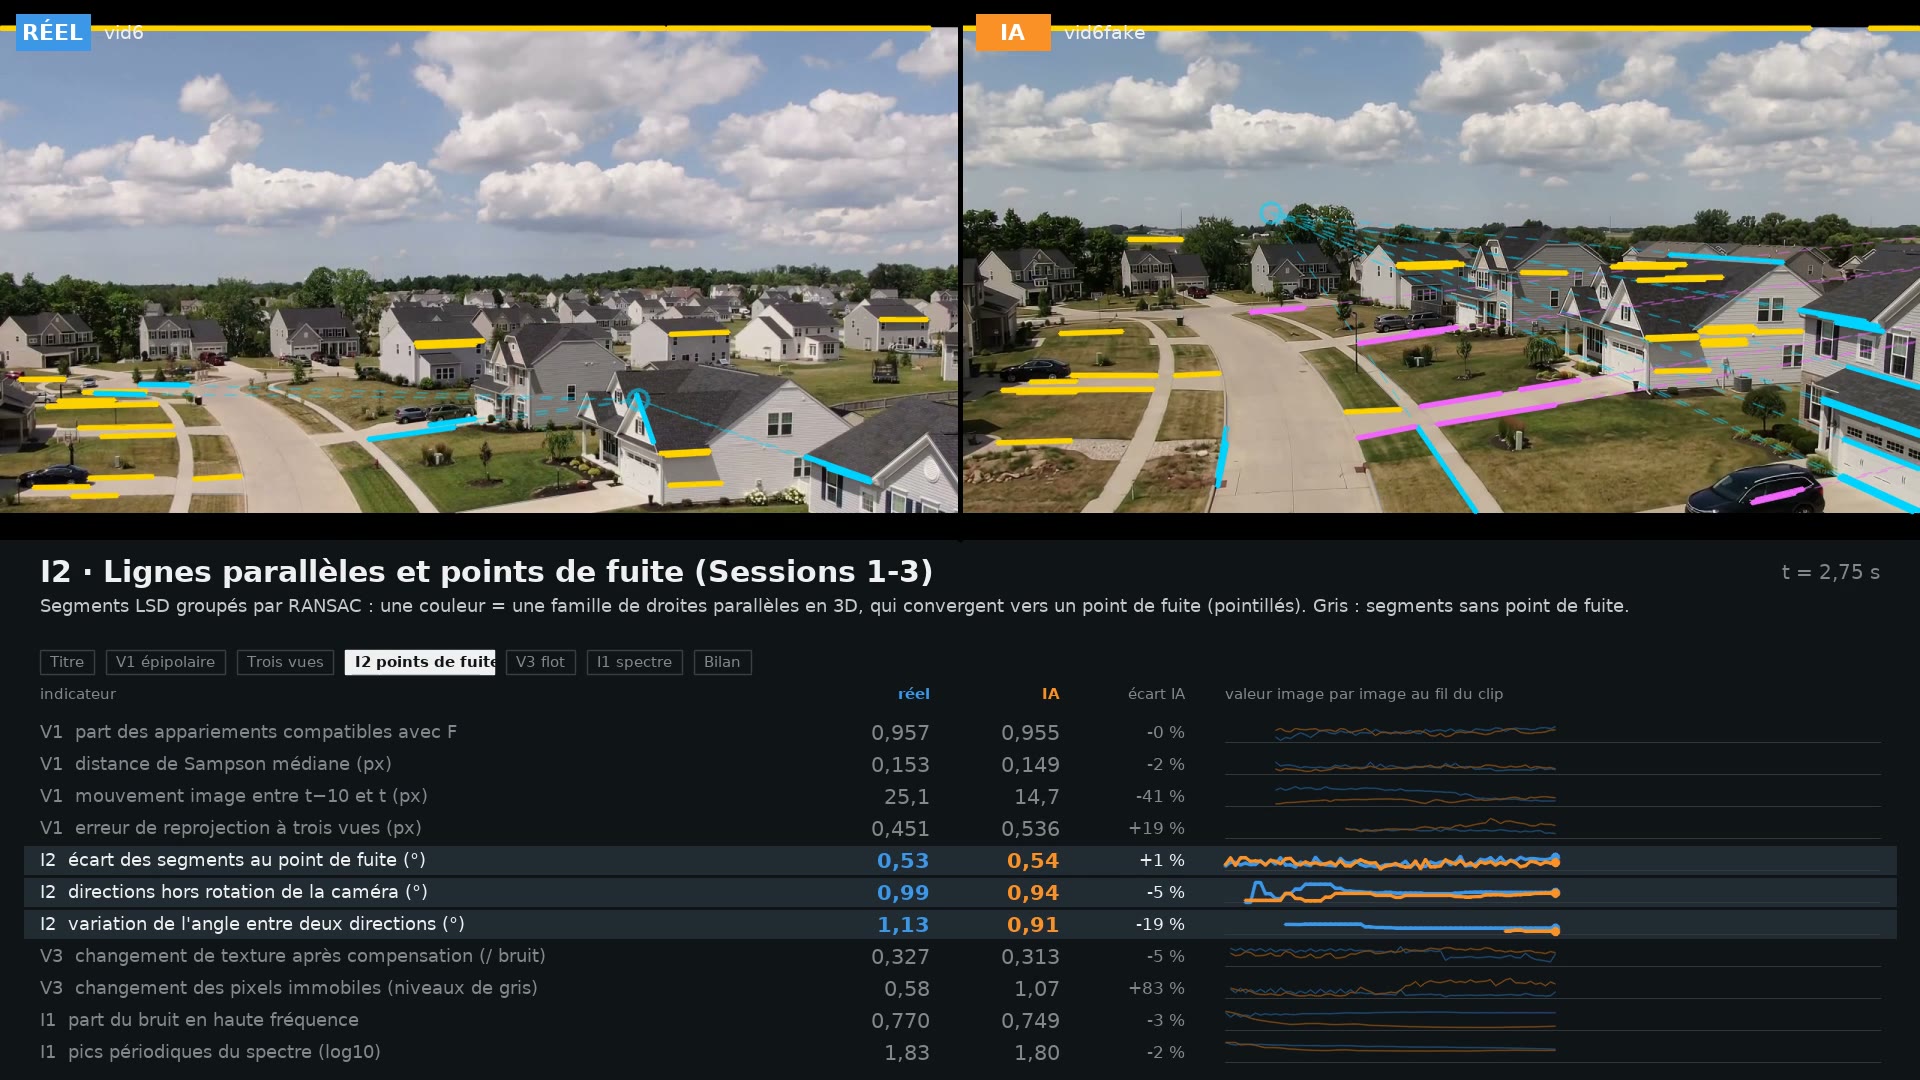 RÉEL vid6
IA vid6fake
I2 · Lignes parallèles et points de fuite (Sessions 1-3)
t = 2,75 s
Segments LSD groupés par RANSAC : une couleur = une famille de droites parallèles en 3D, qui convergent vers un point de fuite (pointillés). Gris : segments sans point de fuite.
Titre V1 épipolaire Trois vues I2 points de fuite V3 flot I1 spectre Bilan
indicateur réel IA écart IA valeur image par image au fil du clip
V1 part des appariements compatibles avec F 0,957 0,955 -0 %
V1 distance de Sampson médiane (px) 0,153 0,149 -2 %
V1 mouvement image entre t−10 et t (px) 25,1 14,7 -41 %
V1 erreur de reprojection à trois vues (px) 0,451 0,536 +19 %
I2 écart des segments au point de fuite (°) 0,53 0,54 +1 %
I2 directions hors rotation de la caméra (°) 0,99 0,94 -5 %
I2 variation de l'angle entre deux directions (°) 1,13 0,91 -19 %
V3 changement de texture après compensation (/ bruit) 0,327 0,313 -5 %
V3 changement des pixels immobiles (niveaux de gris) 0,58 1,07 +83 %
I1 part du bruit en haute fréquence 0,770 0,749 -3 %
I1 pics périodiques du spectre (log10) 1,83 1,80 -2 %